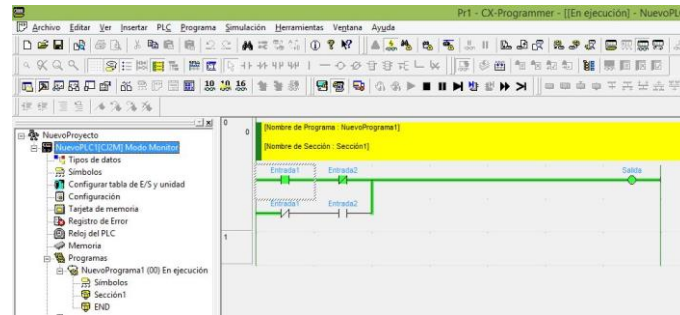 Pr1 - CX-Programmer - [[En ejecución] - NuevoPL
Archivo Editar Ver Insertar PLC Programa Simulación Herramientas Ventana Ayuda
NuevoProyecto
NuevoPLC1[CJ2M] Modo Monitor
Tipos de datos
Símbolos
Configurar tabla de E/S y unidad
Configuración
Tarjeta de memoria
Registro de Error
Reloj del PLC
Memoria
Programas
NuevoPrograma1 (00) En ejecución
Símbolos
Sección1
END
0
0
[Nombre de Programa : NuevoPrograma1]
[Nombre de Sección : Sección1]
Entrada1 Entrada2 Salida
Entrada1 Entrada2
1